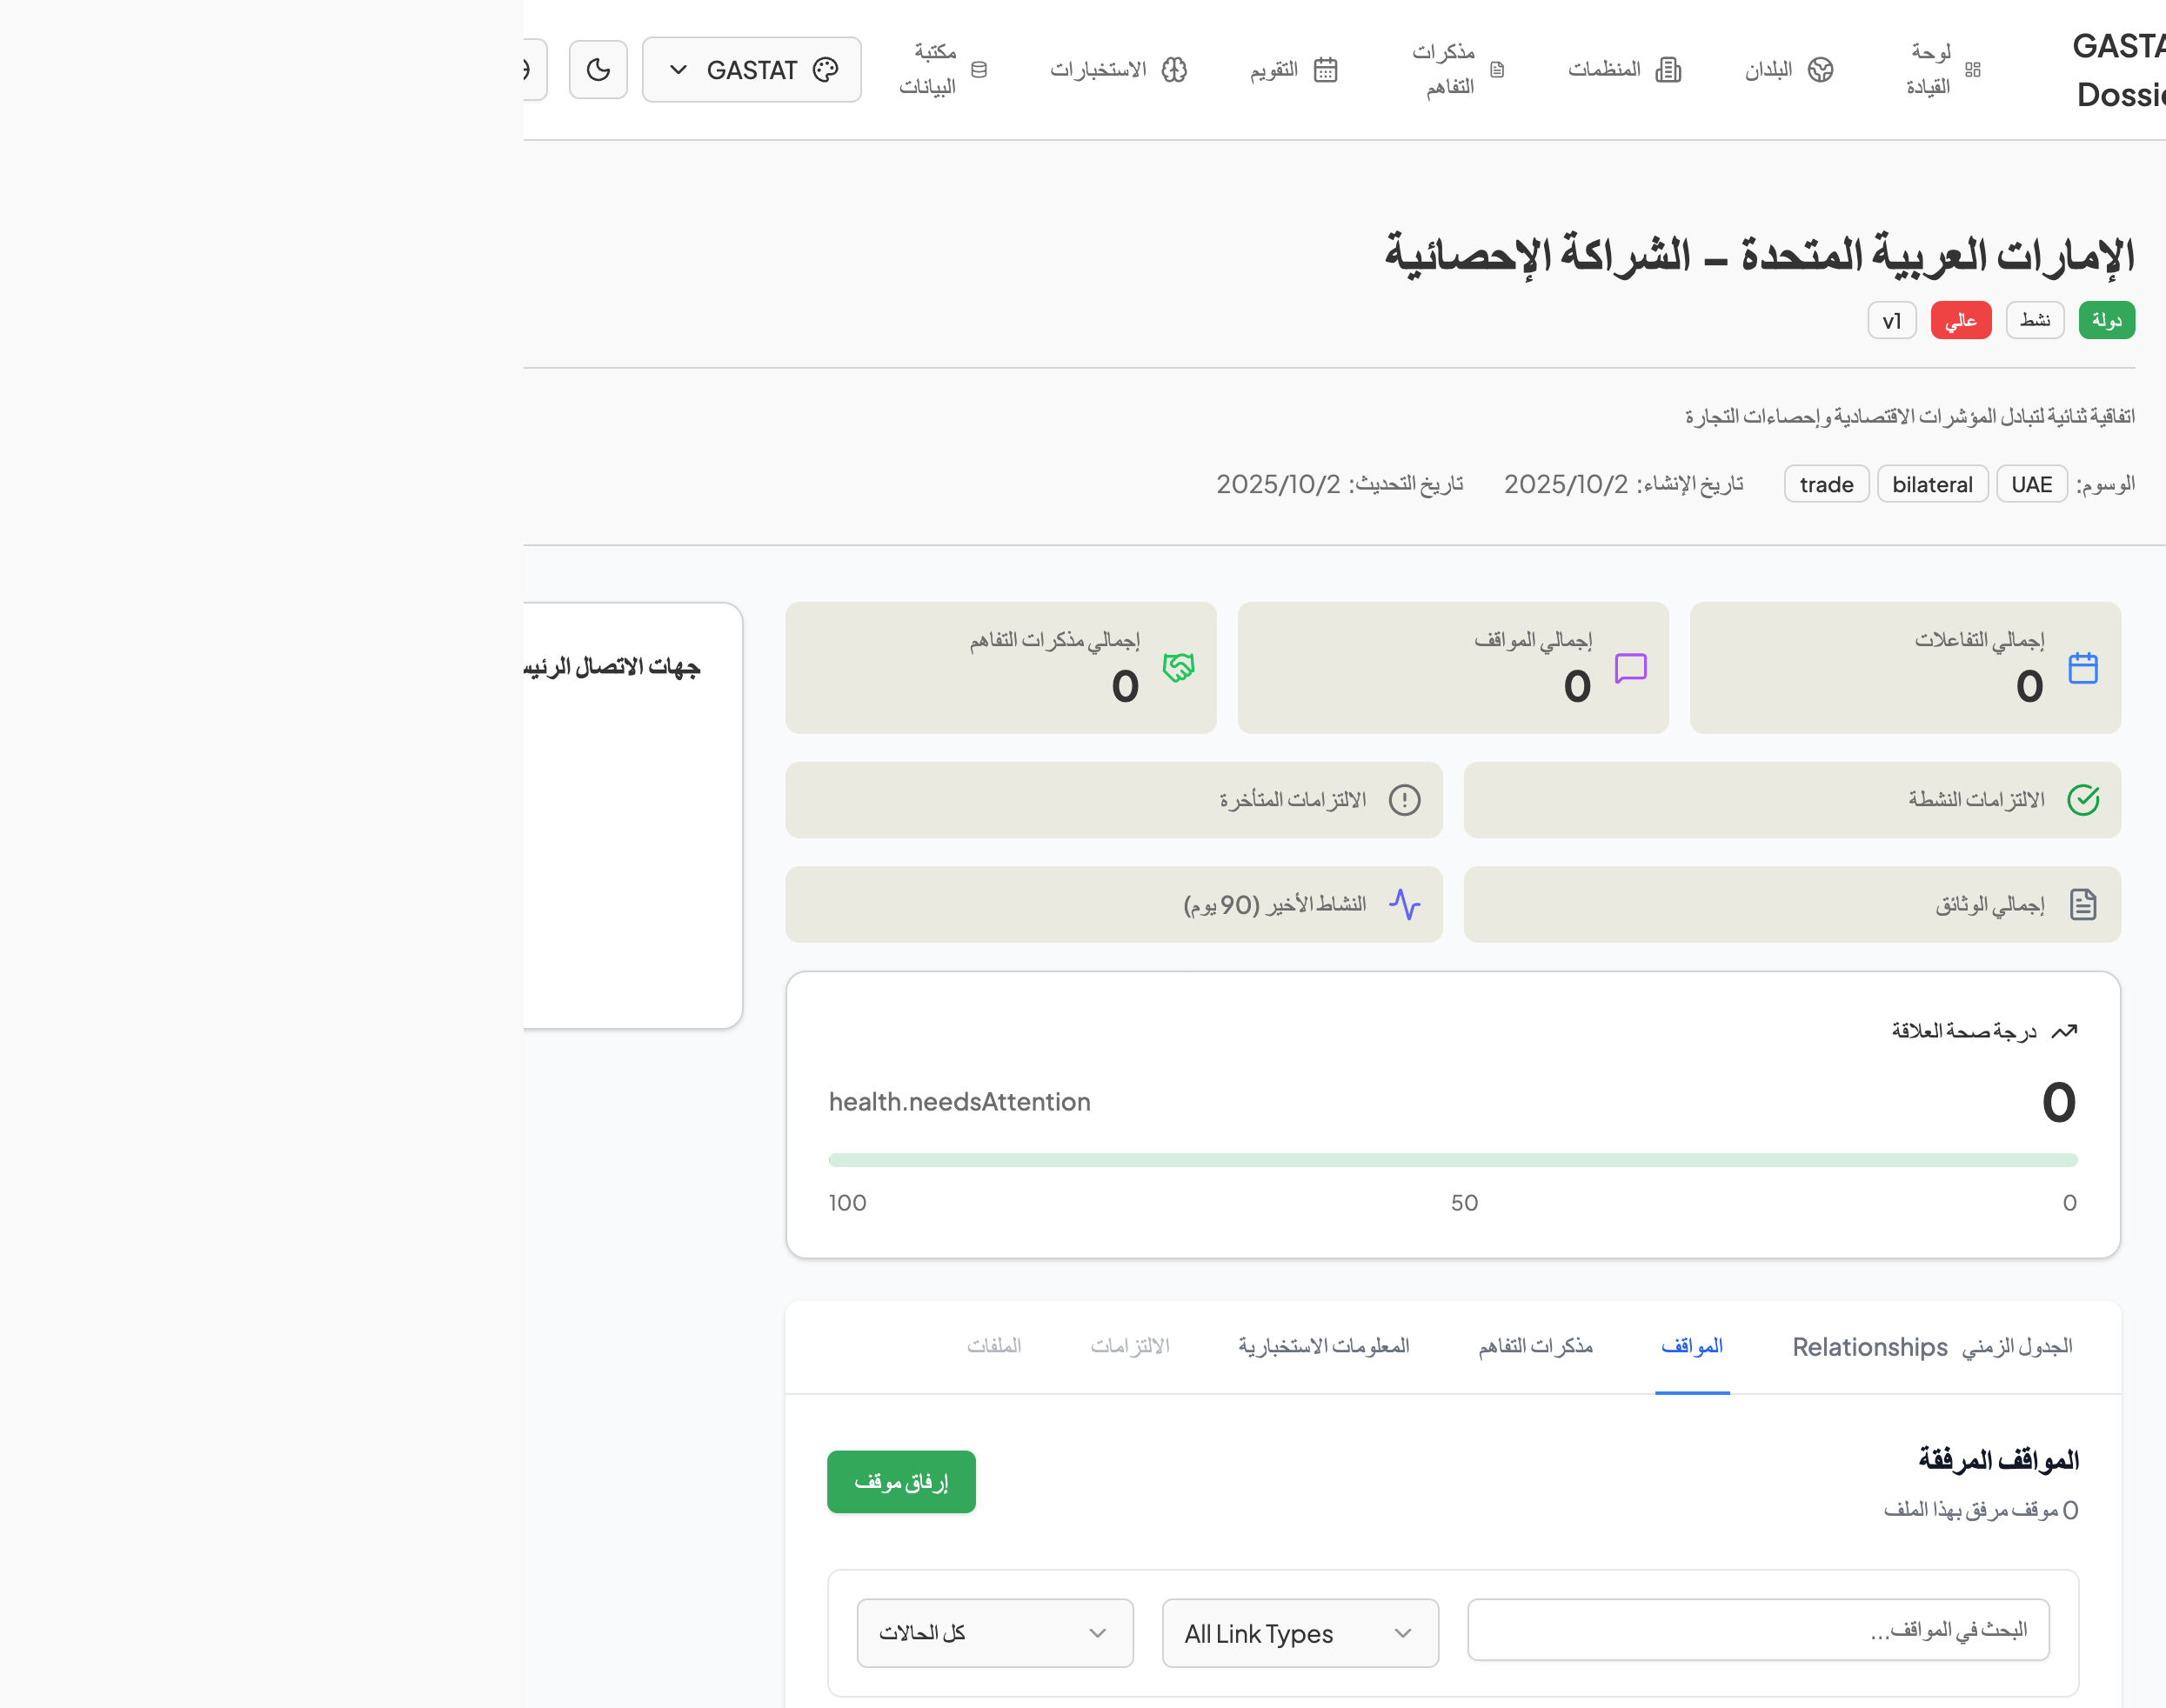 GASTA
Dossi
لوحة
القيادة
البلدان
المنظمات
مذكرات
التفاهم
التقويم
الاستخبارات
مكتبة
البيانات
GASTAT
الإمارات العربية المتحدة – الشراكة الإحصائية
دولة نشط عالي v1
اتفاقية ثنائية لتبادل المؤشرات الاقتصادية وإحصاءات التجارة
الوسوم: UAE bilateral trade تاريخ الإنشاء: 2025/10/2 تاريخ التحديث: 2025/10/2
إجمالي التفاعلات
0
إجمالي المواقف
0
إجمالي مذكرات التفاهم
0
جهات الاتصال الرئيس
الالتزامات النشطة
الالتزامات المتأخرة
إجمالي الوثائق
النشاط الأخير (90 يوم)
درجة صحة العلاقة
0 health.needsAttention
0 50 100
الجدول الزمني Relationships المواقف مذكرات التفاهم المعلومات الاستخبارية الالتزامات الملفات
المواقف المرفقة
0 موقف مرفق بهذا الملف
إرفاق موقف
البحث في المواقف... All Link Types كل الحالات